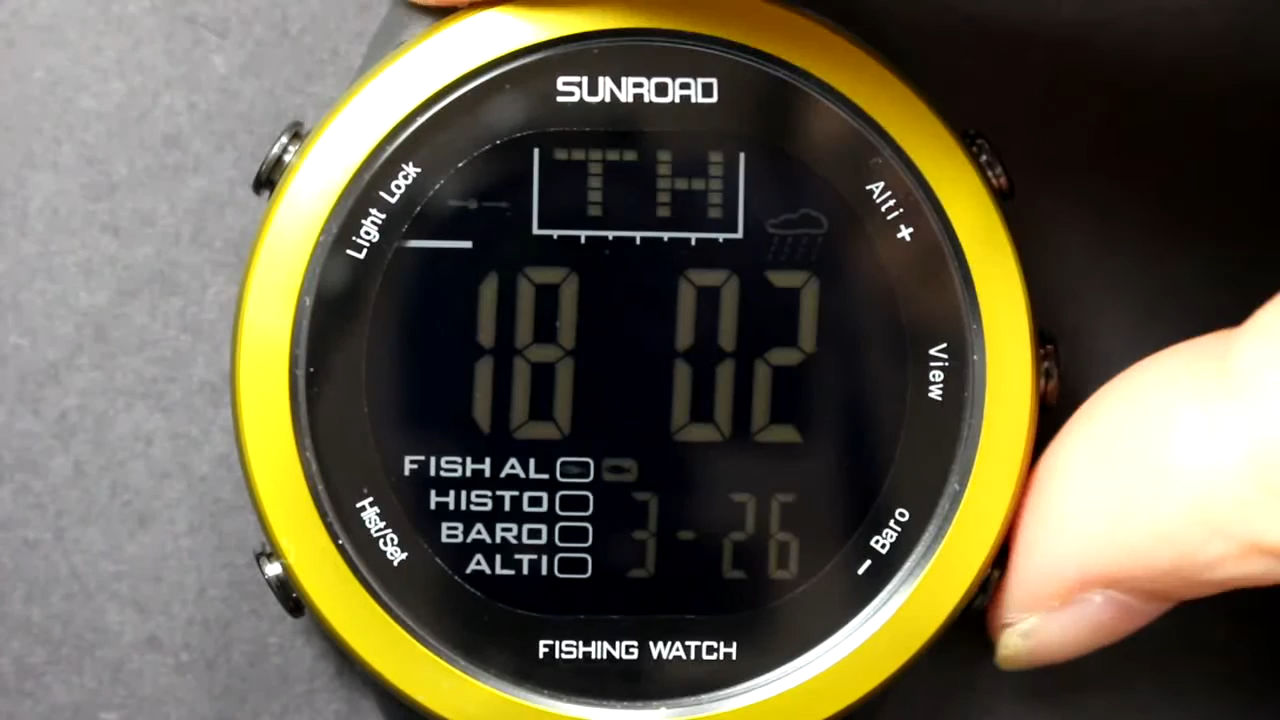 SUNROAD
TH
Light Lock
Alti +
18 02
View
FISH AL
HISTO
BARO
ALTI
3-26
Hist/Set
– Baro
FISHING WATCH